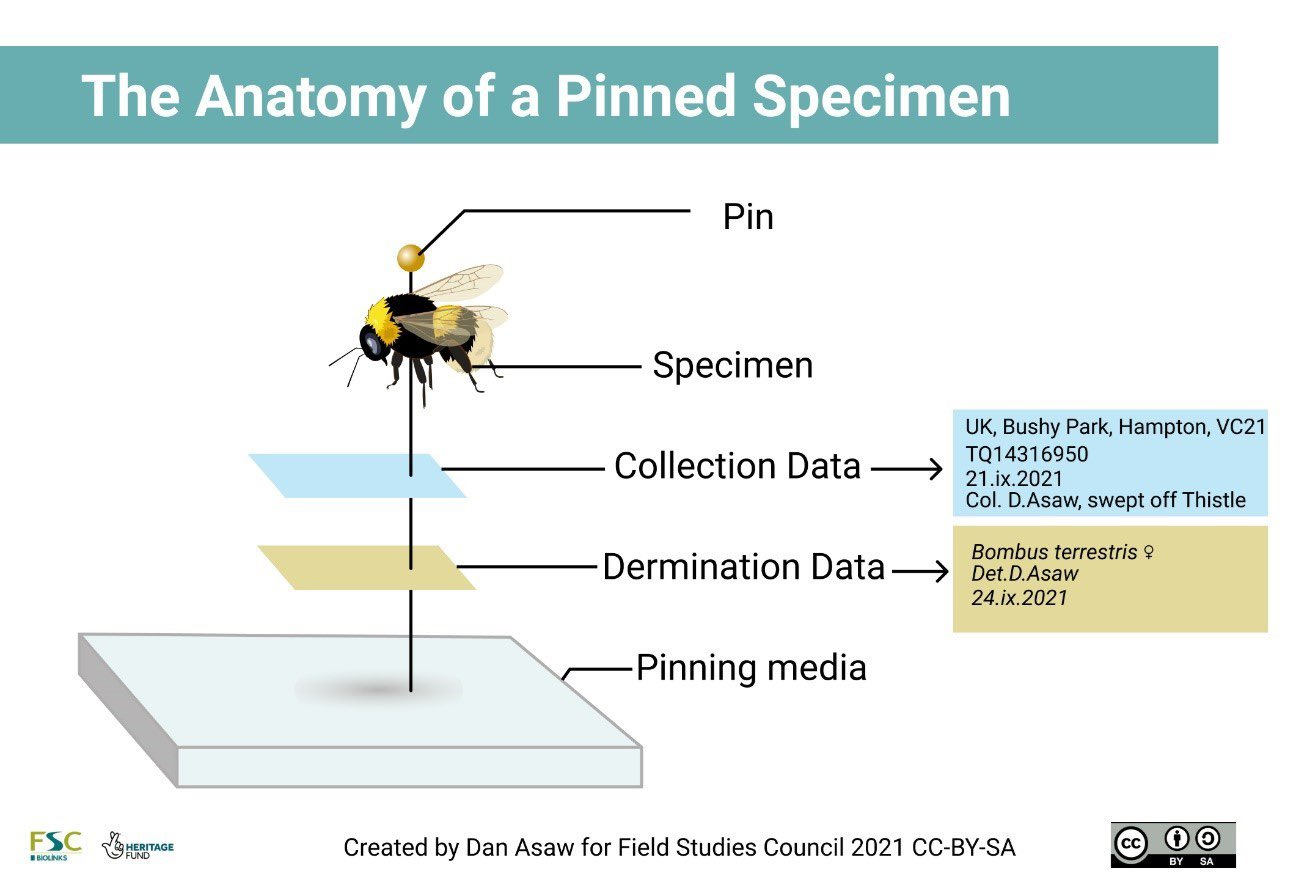 The Anatomy of a Pinned Specimen
Pin
Specimen
Collection Data
UK, Bushy Park, Hampton, VC21
TQ14316950
21.ix.2021
Col. D.Asaw, swept off Thistle
Dermination Data
Bombus terrestris ♀
Det.D.Asaw
24.ix.2021
Pinning media
FSC
BIOLINKS
HERITAGE
FUND
Created by Dan Asaw for Field Studies Council 2021 CC-BY-SA
cc
BY SA